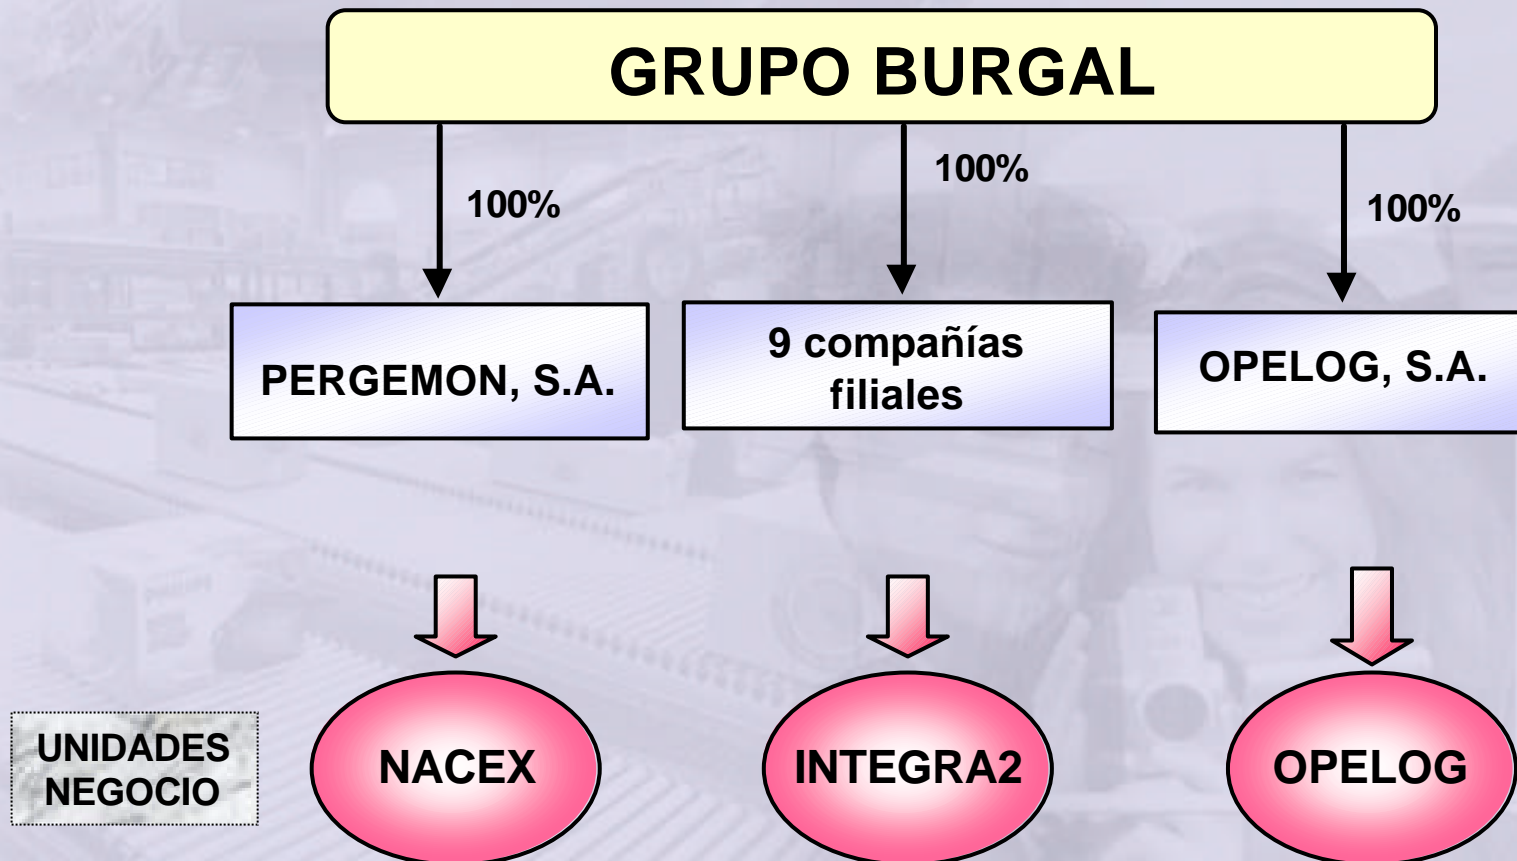 GRUPO BURGAL
100%
100%
100%
PERGEMON, S.A.
9 compañías
filiales
OPELOG, S.A.
UNIDADES
NEGOCIO
NACEX
INTEGRA2
OPELOG